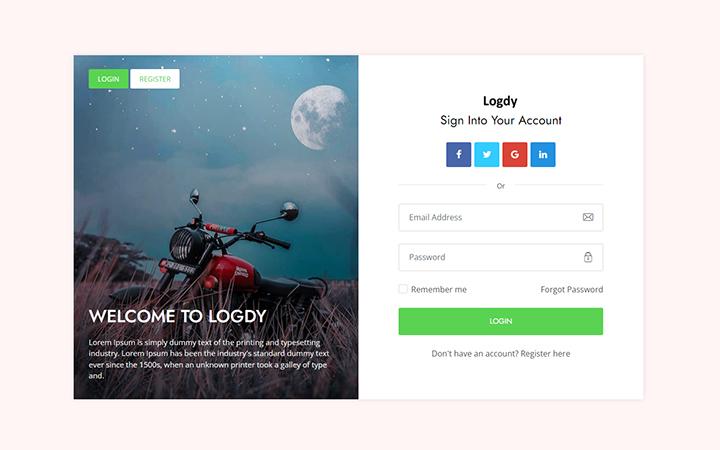 LOGIN REGISTER
WELCOME TO LOGDY
Lorem Ipsum is simply dummy text of the printing and typesetting
industry. Lorem Ipsum has been the industry's standard dummy text
ever since the 1500s, when an unknown printer took a galley of type
and.
Logdy
Sign Into Your Account
Or
Email Address
Password
Remember me Forgot Password
LOGIN
Don't have an account? Register here